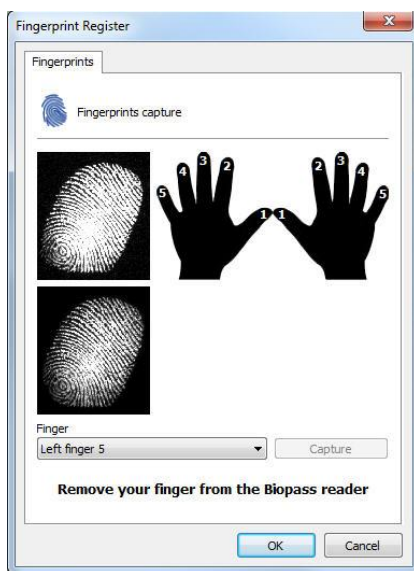 Fingerprint Register
Fingerprints
Fingerprints capture
3 3
4 2 2 4
5 5
1 1
Finger
Left finger 5 Capture
Remove your finger from the Biopass reader
OK Cancel